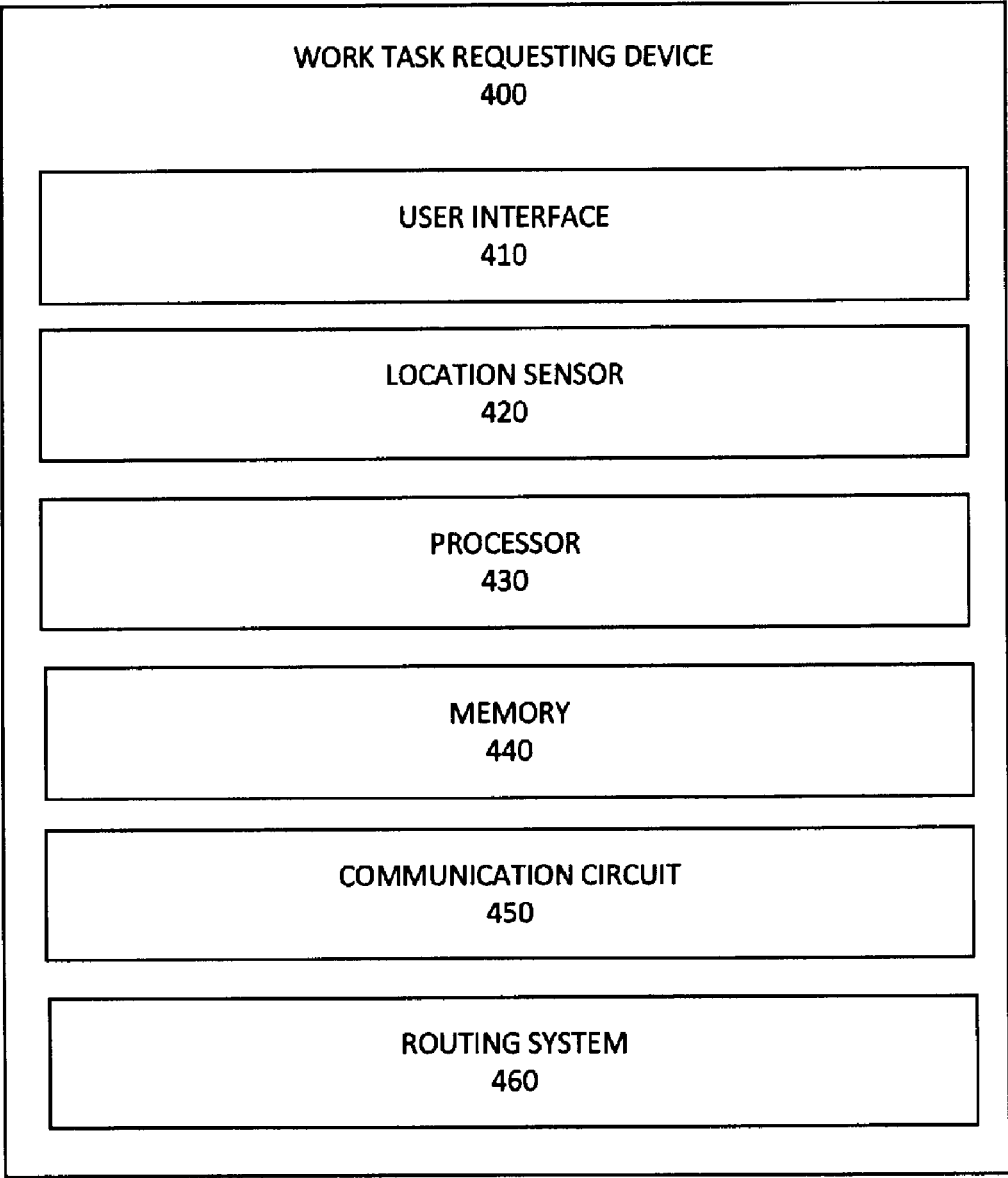 WORK TASK REQUESTING DEVICE
400
USER INTERFACE
410
LOCATION SENSOR
420
PROCESSOR
430
MEMORY
440
COMMUNICATION CIRCUIT
450
ROUTING SYSTEM
460